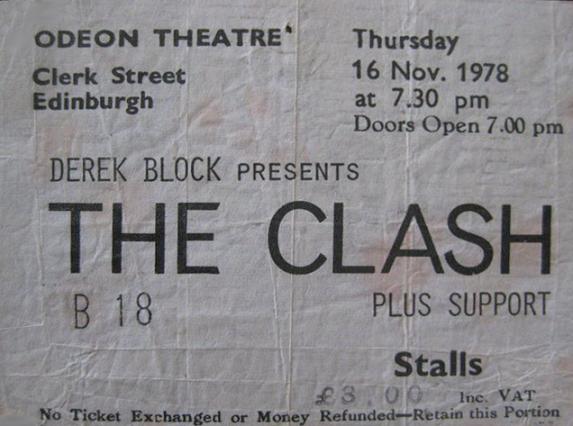 ODEON THEATRE
Thursday
Clerk Street
16 Nov. 1978
Edinburgh
at 7.30 pm
Doors Open 7.00 pm
DEREK BLOCK PRESENTS
THE CLASH
B 18
PLUS SUPPORT
Stalls
£3.00 Inc. VAT
No Ticket Exchanged or Money Refunded—Retain this Portion